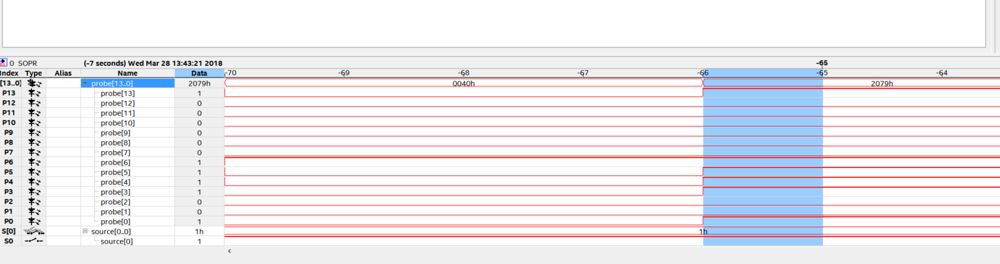 0 SOPR (-7 seconds) Wed Mar 28 13:43:21 2018 -65
Index Type Alias Name Data -70 -69 -68 -67 -66 -65 -64
[13..0] probe[13..0] 2079h 0040h 2079h
P13 probe[13] 1
P12 probe[12] 0
P11 probe[11] 0
P10 probe[10] 0
P9 probe[9] 0
P8 probe[8] 0
P7 probe[7] 0
P6 probe[6] 1
P5 probe[5] 1
P4 probe[4] 1
P3 probe[3] 1
P2 probe[2] 0
P1 probe[1] 0
P0 probe[0] 1
S[0] source[0..0] 1h 1h
S0 source[0] 1